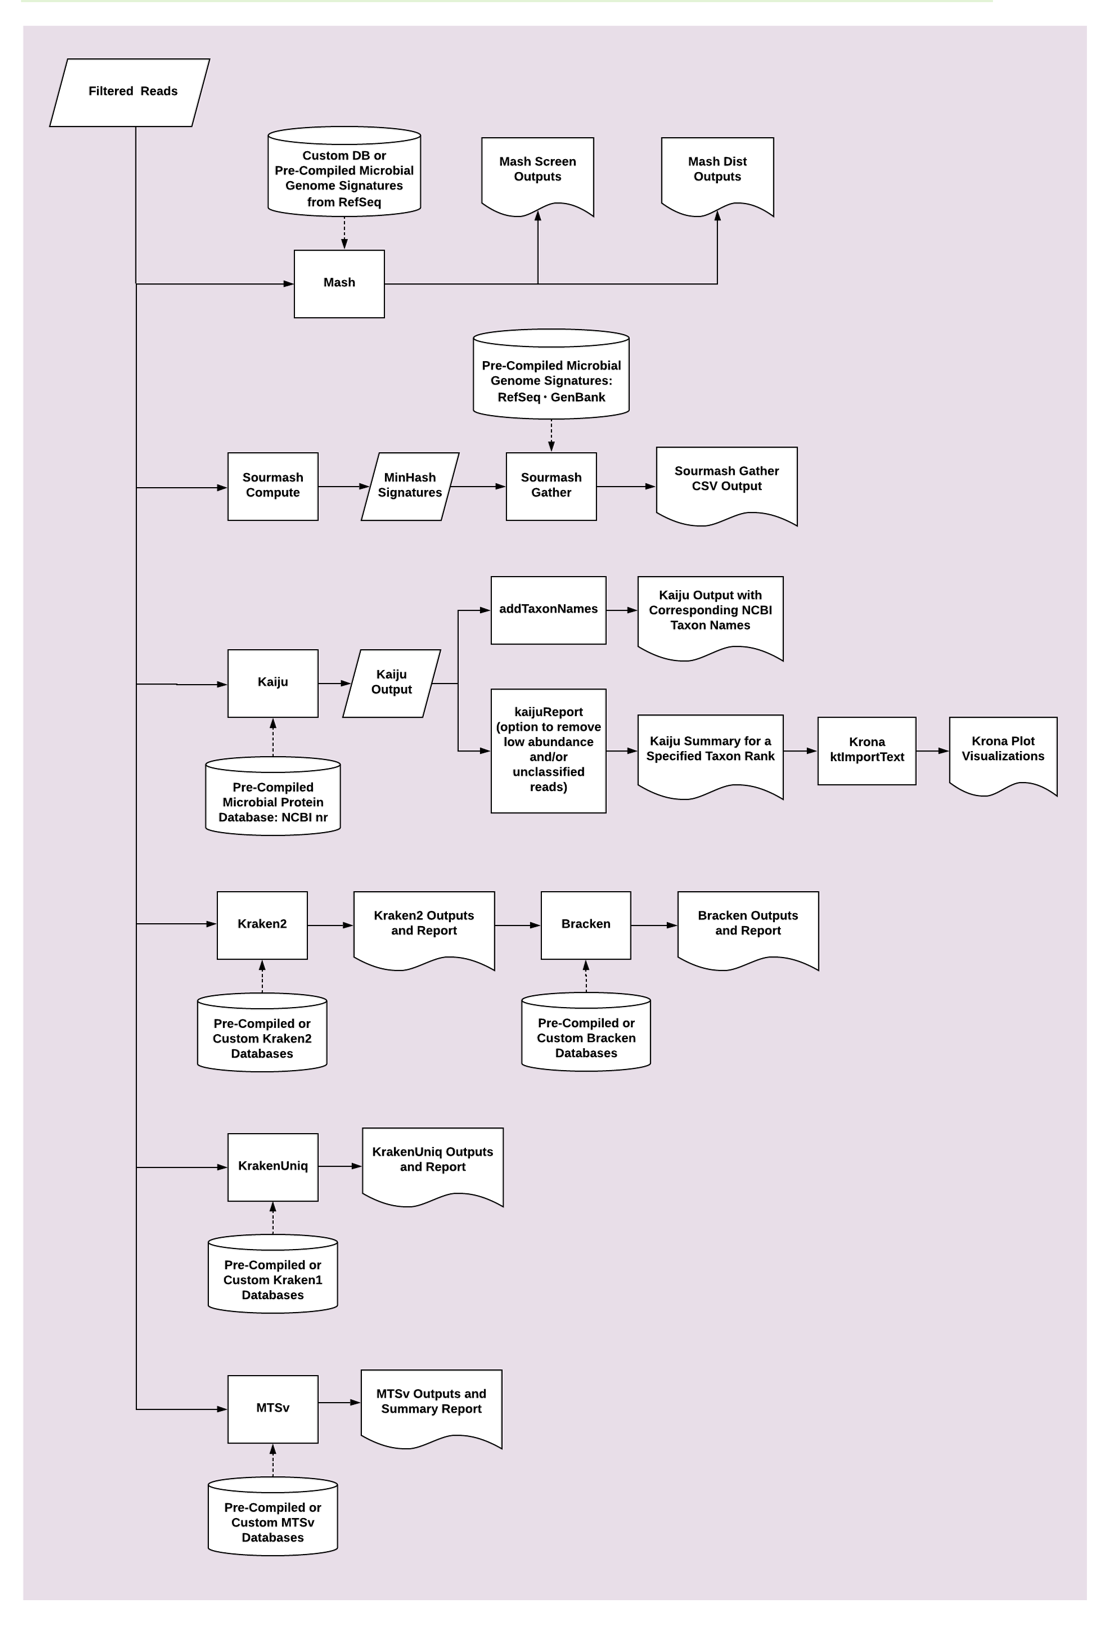 Filtered Reads
Custom DB or
Pre-Compiled Microbial
Genome Signatures
from RefSeq
Mash Screen
Outputs
Mash Dist
Outputs
Mash
Pre-Compiled Microbial
Genome Signatures:
RefSeq · GenBank
Sourmash
Compute
MinHash
Signatures
Sourmash
Gather
Sourmash Gather
CSV Output
addTaxonNames
Kaiju Output with
Corresponding NCBI
Taxon Names
Kaiju
Kaiju
Output
kaijuReport
(option to remove
low abundance
and/or
unclassified
reads)
Kaiju Summary for a
Specified Taxon Rank
Krona
ktImportText
Krona Plot
Visualizations
Pre-Compiled
Microbial Protein
Database: NCBI nr
Kraken2
Kraken2 Outputs
and Report
Bracken
Bracken Outputs
and Report
Pre-Compiled or
Custom Kraken2
Databases
Pre-Compiled or
Custom Bracken
Databases
KrakenUniq
KrakenUniq Outputs
and Report
Pre-Compiled or
Custom Kraken1
Databases
MTSv
MTSv Outputs and
Summary Report
Pre-Compiled or
Custom MTSv
Databases